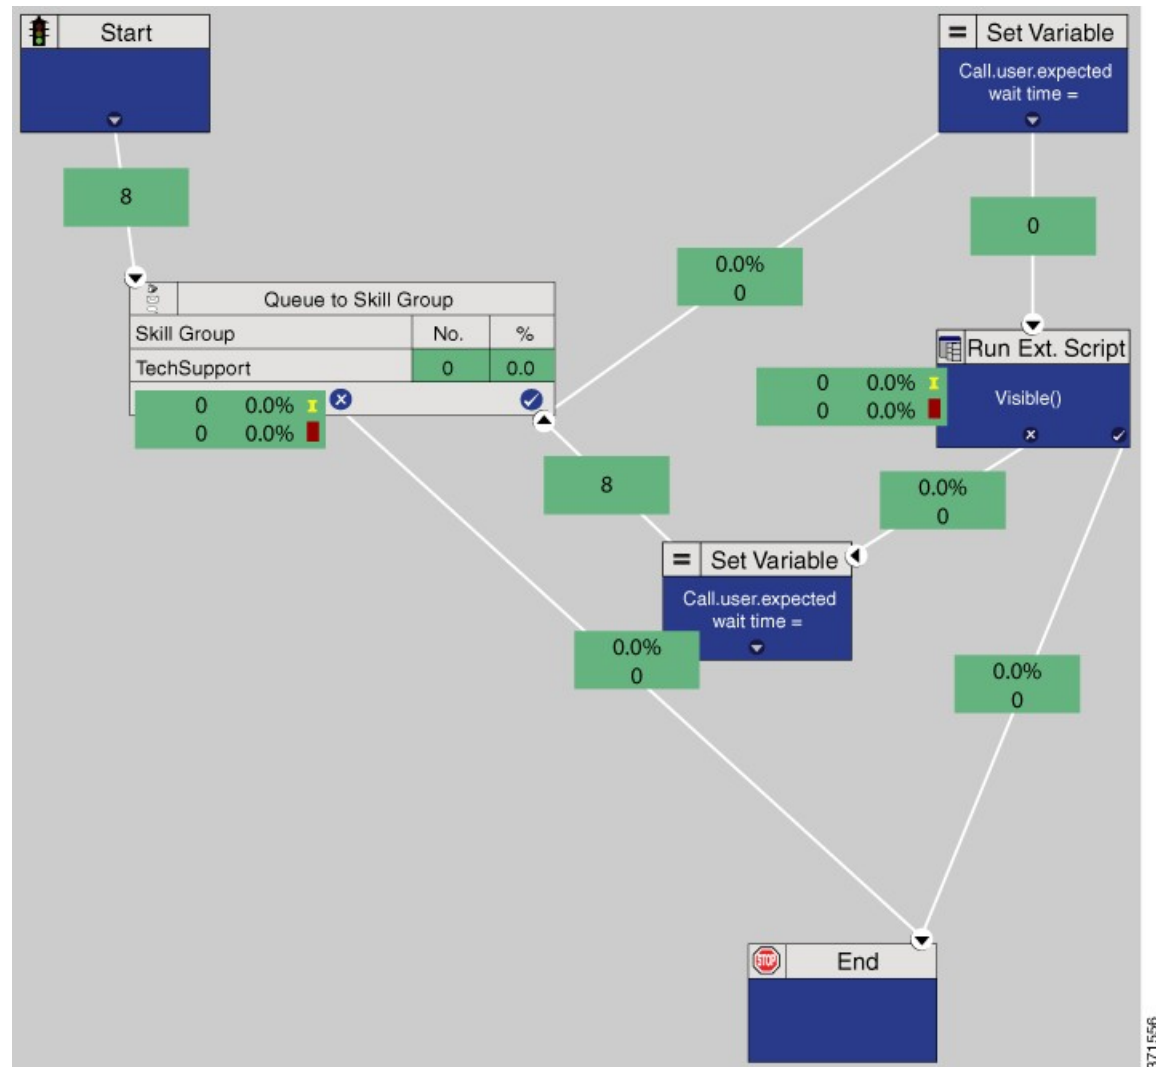 Start
= Set Variable
Call.user.expected
wait time =
8
0
0.0%
0
Queue to Skill Group
Skill Group No. %
TechSupport 0 0.0
0 0.0%
0 0.0%
Run Ext. Script
Visible()
0 0.0%
0 0.0%
8
0.0%
0
= Set Variable
Call.user.expected
wait time =
0.0%
0
0.0%
0
STOP End
371556